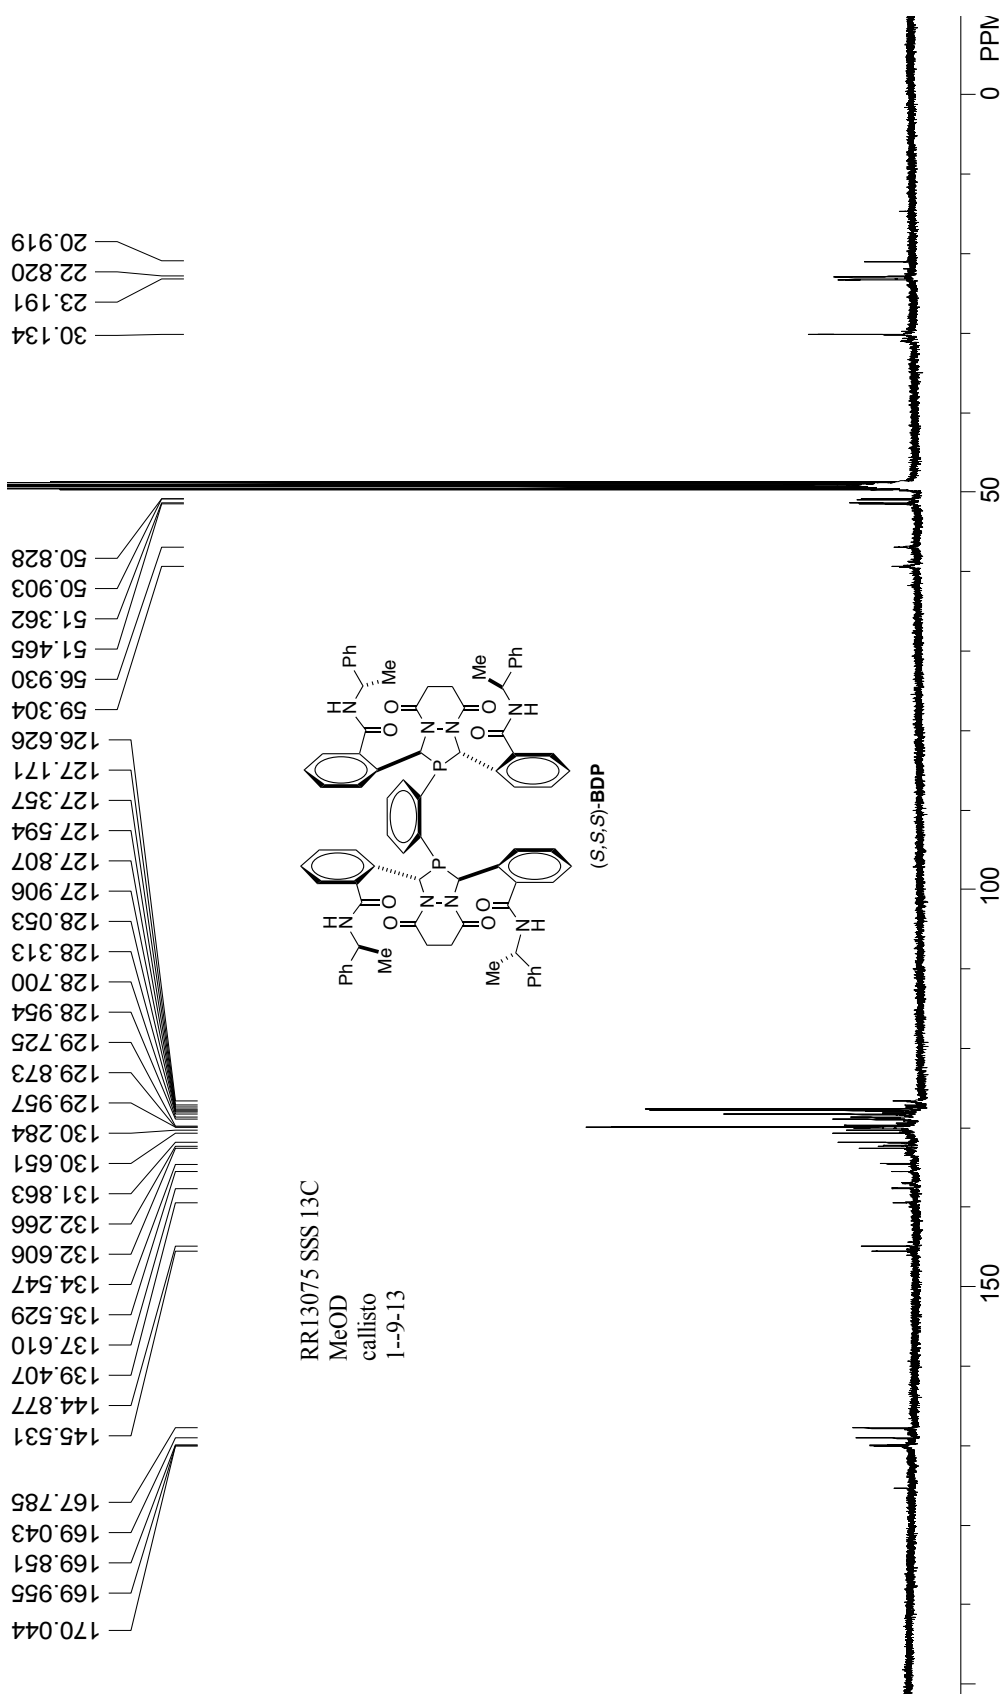 20.919
22.820
23.191
30.134
50.828
50.903
51.362
51.465
56.930
59.304
126.626
127.171
127.357
127.594
127.807
127.906
128.053
128.313
128.700
128.954
129.725
129.873
129.957
130.284
130.651
131.863
132.266
132.606
134.547
135.529
137.610
139.407
144.877
145.531
167.785
169.043
169.851
169.955
170.044
RR13075 SSS 13C
MeOD
callisto
1--9-13
Ph
Me
H
N
O
O
N
N
P
O
O
N
H
Me
Ph
Ph
Me
H
N
O
O
N
N
P
O
O
N
H
Me
Ph
(S,S,S)-BDP
150
100
50
0
PPM